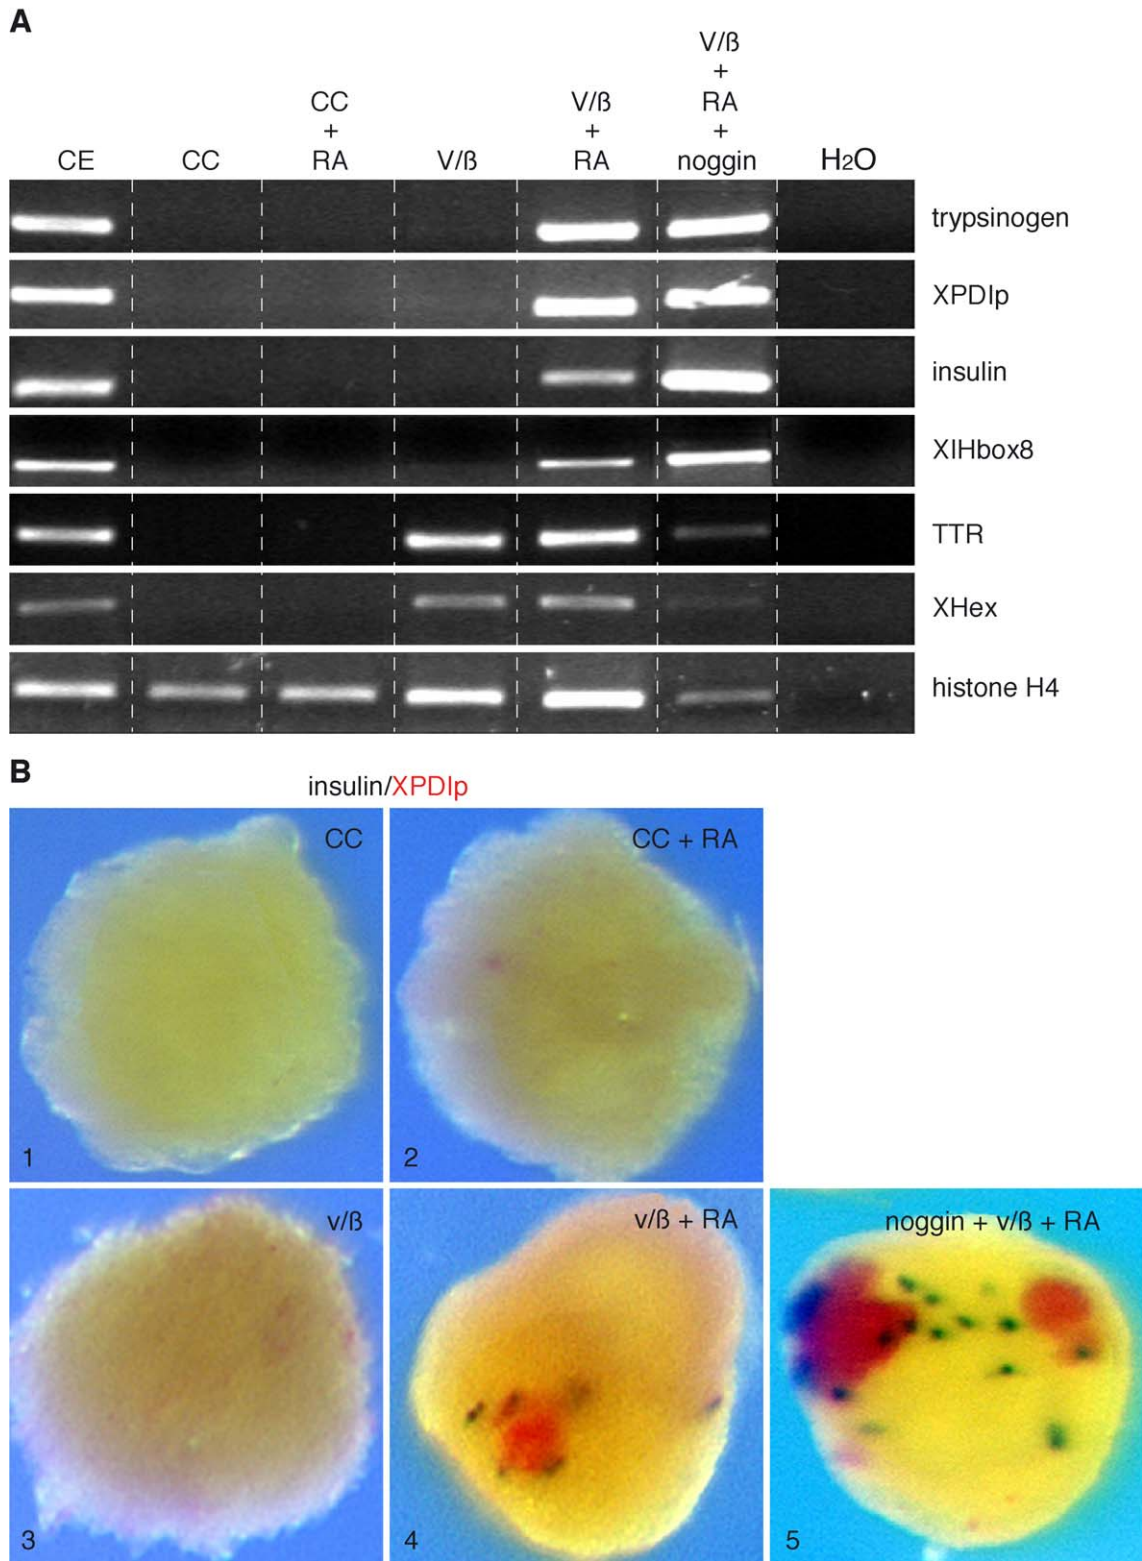 A
CE
CC
CC
+
RA
V/ß
V/ß
+
RA
V/ß
+
RA
+
noggin
H2O
trypsinogen
XPDIp
insulin
XlHbox8
TTR
XHex
histone H4
B
insulin/XPDIp
CC
1
CC + RA
2
v/ß
3
v/ß + RA
4
noggin + v/ß + RA
5